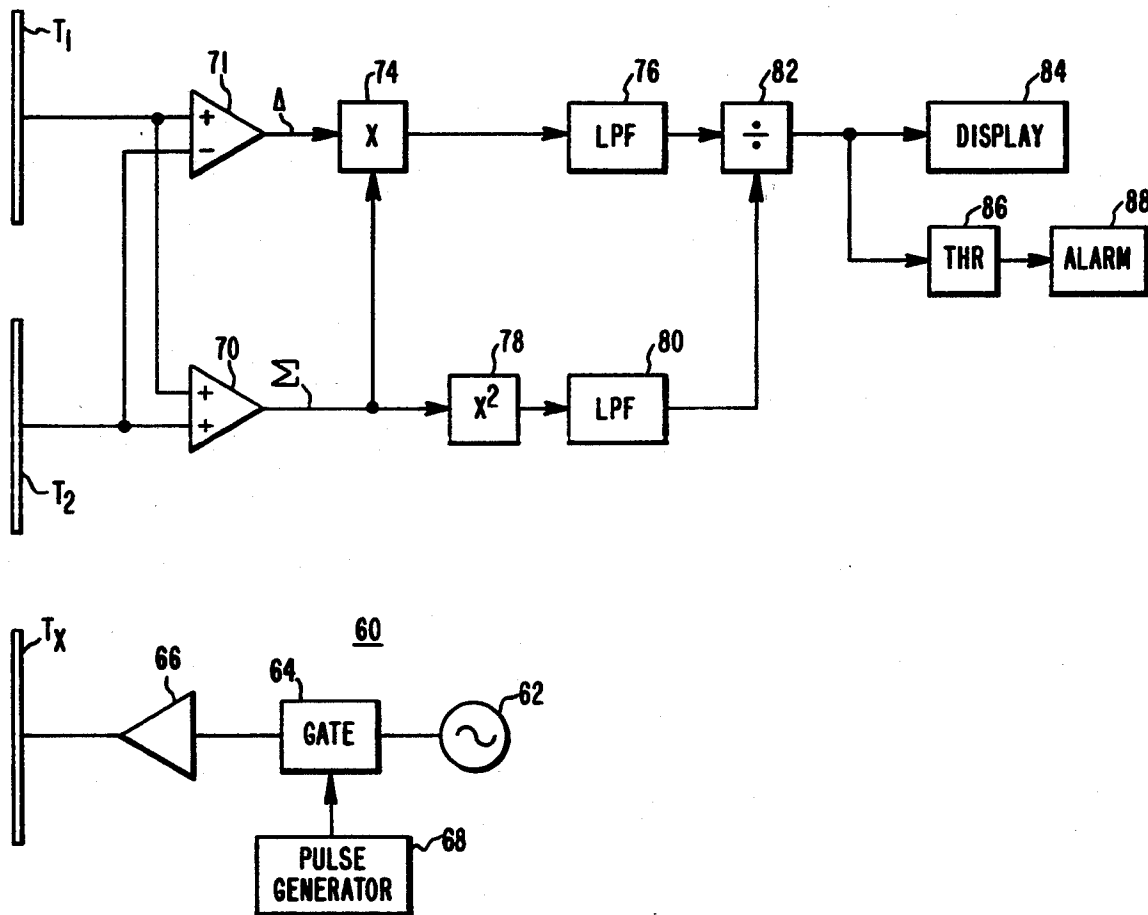 T1
71
Δ
74
X
76
LPF
82
÷
84
DISPLAY
+
−
86
THR
88
ALARM
70
Σ
+
+
78
X²
80
LPF
T2
TX
66
60
64
GATE
62
68
PULSE
GENERATOR